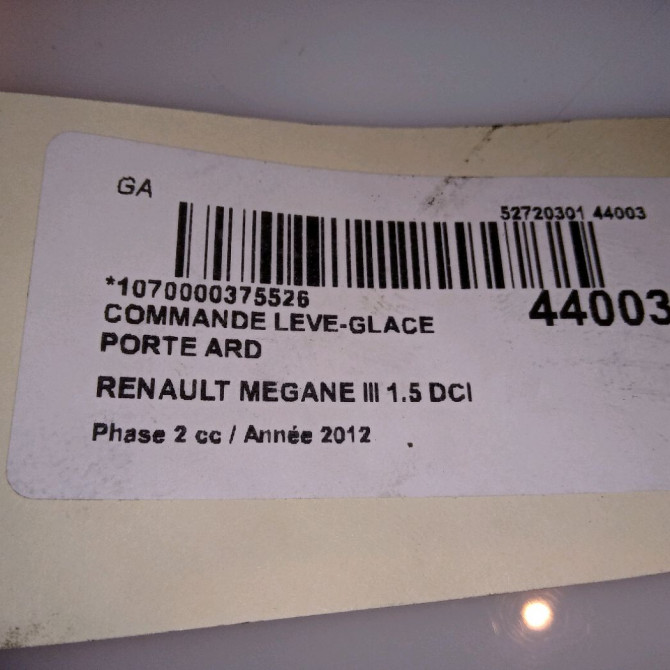 GA
52720301 44003
*1070000375526
44003
COMMANDE LEVE-GLACE
PORTE ARD
RENAULT MEGANE III 1.5 DCI
Phase 2 cc / Année 2012